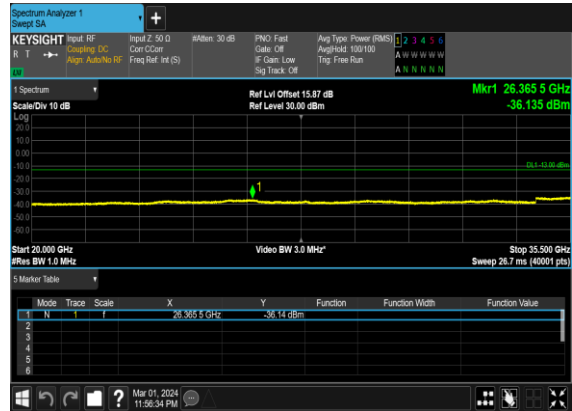 Spectrum Analyzer 1
Swept SA
+
KEYSIGHT
R T
LW
Input: RF
Coupling: DC
Align: Auto/No RF
Input Z: 50 Ω
Corr CCorr
Freq Ref: Int (S)
#Atten: 30 dB
PNO: Fast
Gate: Off
IF Gain: Low
Sig Track: Off
Avg Type: Power (RMS)
Avg|Hold: 100/100
Trig: Free Run
1 2 3 4 5 6
A W W W W W
A N N N N N
1 Spectrum
Scale/Div 10 dB
Log
Ref Lvl Offset 15.87 dB
Ref Level 30.00 dBm
Mkr1 26.365 5 GHz
-36.135 dBm
20.0
10.0
0.00
-10.0
-20.0
-30.0
-40.0
-50.0
-60.0
DL1 -13.00 dBm
1
Start 20.000 GHz
#Res BW 1.0 MHz
Video BW 3.0 MHz*
Stop 35.500 GHz
Sweep 26.7 ms (40001 pts)
5 Marker Table
Mode Trace Scale X Y Function Function Width Function Value
1 N 1 f 26.365 5 GHz -36.14 dBm
2
3
4
5
6
?
Mar 01, 2024
11:56:34 PM